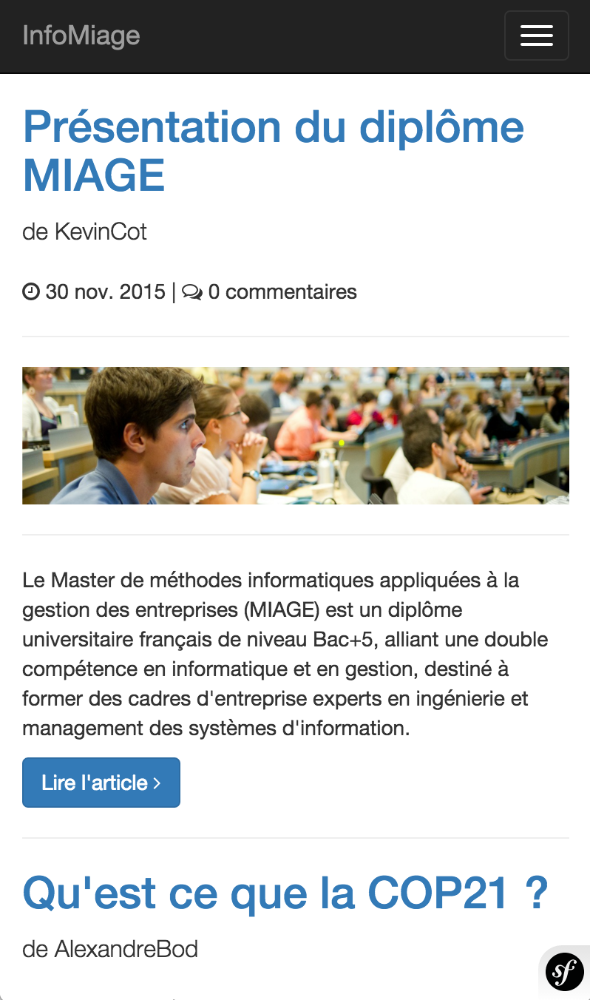 InfoMiage
Présentation du diplôme
MIAGE
de KevinCot
30 nov. 2015 | 0 commentaires
Le Master de méthodes informatiques appliquées à la
gestion des entreprises (MIAGE) est un diplôme
universitaire français de niveau Bac+5, alliant une double
compétence en informatique et en gestion, destiné à
former des cadres d'entreprise experts en ingénierie et
management des systèmes d'information.
Lire l'article >
Qu'est ce que la COP21 ?
de AlexandreBod
sf